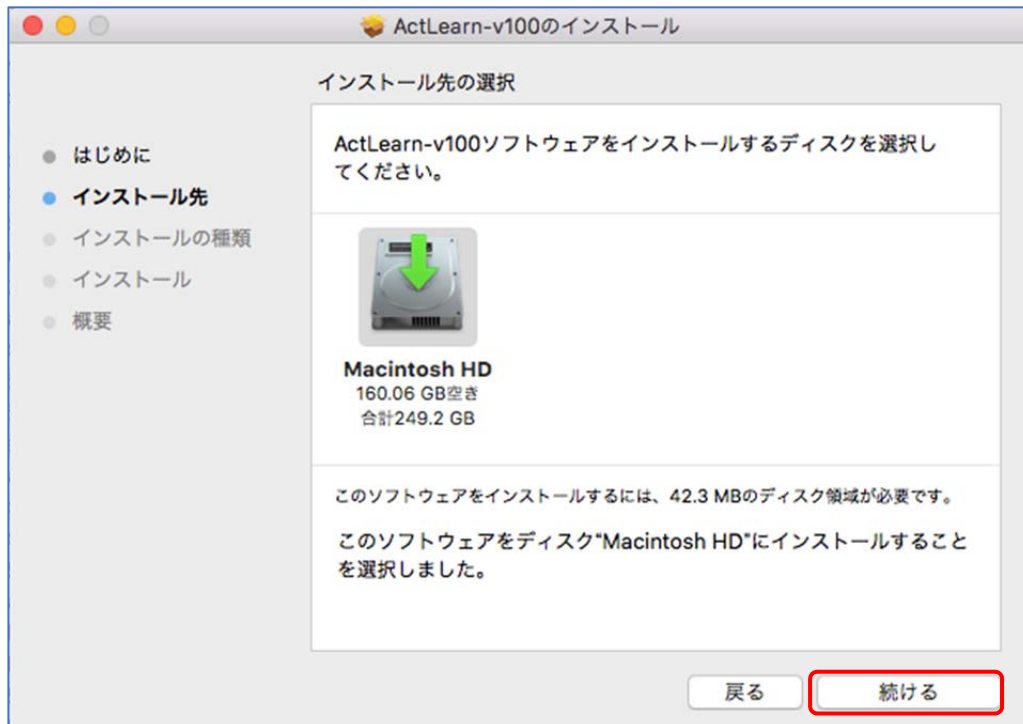 ActLearn-v100のインストール
インストール先の選択
はじめに
インストール先
インストールの種類
インストール
概要
ActLearn-v100ソフトウェアをインストールするディスクを選択し
てください。
Macintosh HD
160.06 GB空き
合計249.2 GB
このソフトウェアをインストールするには、42.3 MBのディスク領域が必要です。
このソフトウェアをディスク“Macintosh HD”にインストールすること
を選択しました。
戻る
続ける